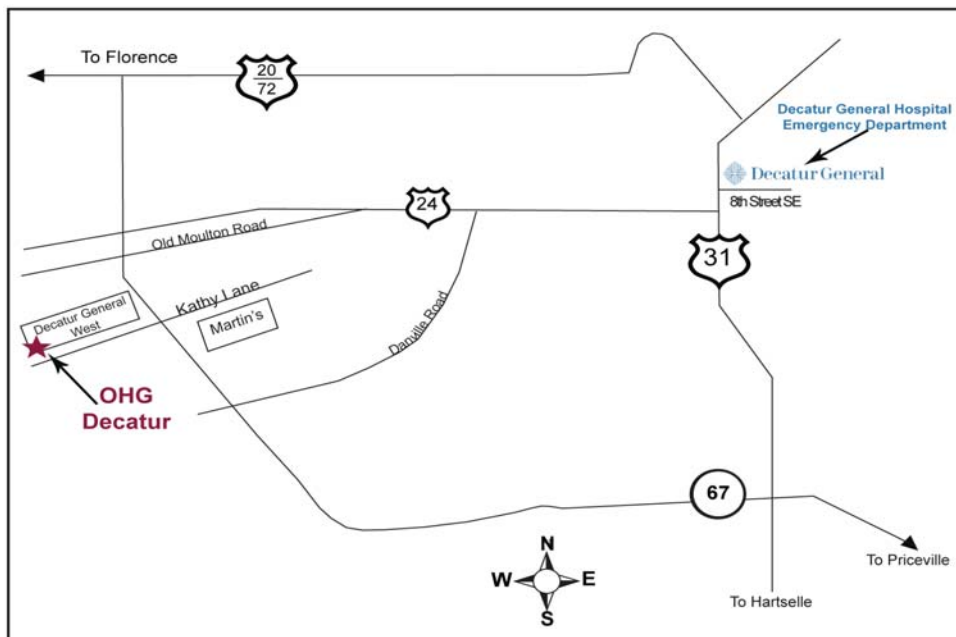 To Florence
20
72
Decatur General Hospital
Emergency Department
Decatur General
8th Street SE
24
Old Moulton Road
31
Kathy Lane
Decatur General
West
Martin's
Danville Road
OHG
Decatur
67
N
W
E
S
To Priceville
To Hartselle